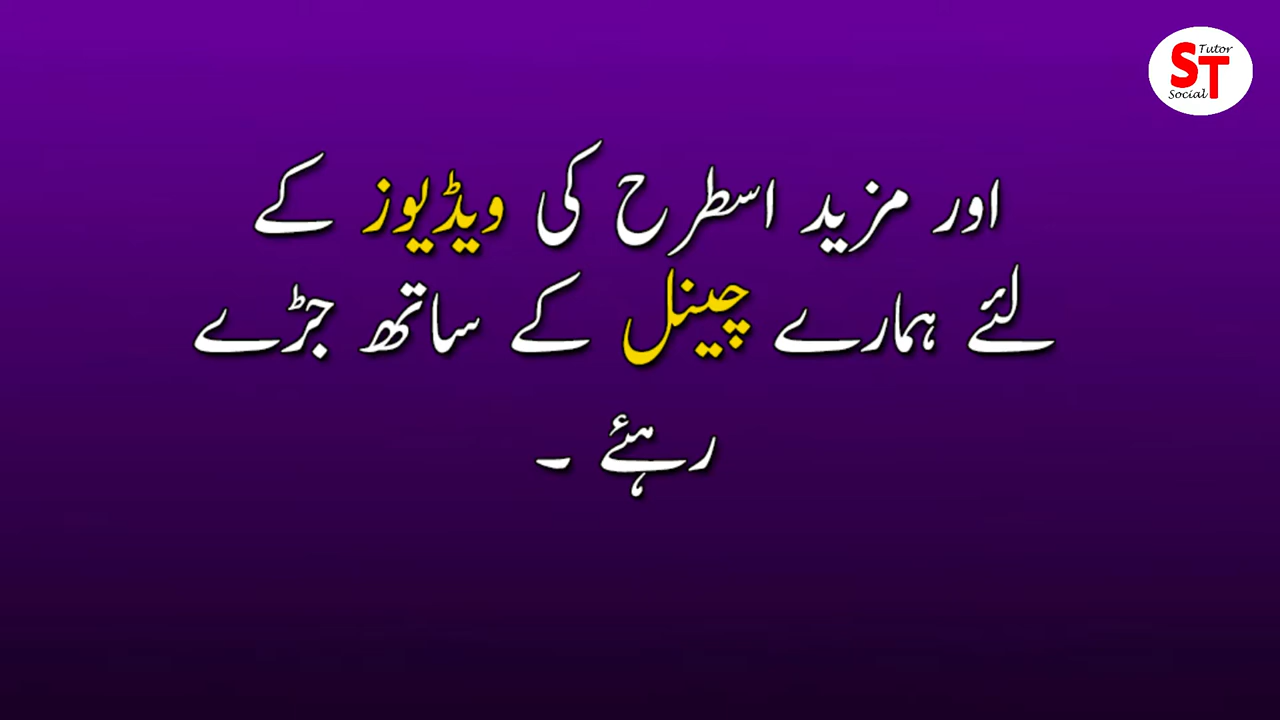 Tutor
ST
Social
اور مزید اسطرح کی ویڈیوز کے
لئے ہمارے چینل کے ساتھ جڑے
رہئے ۔